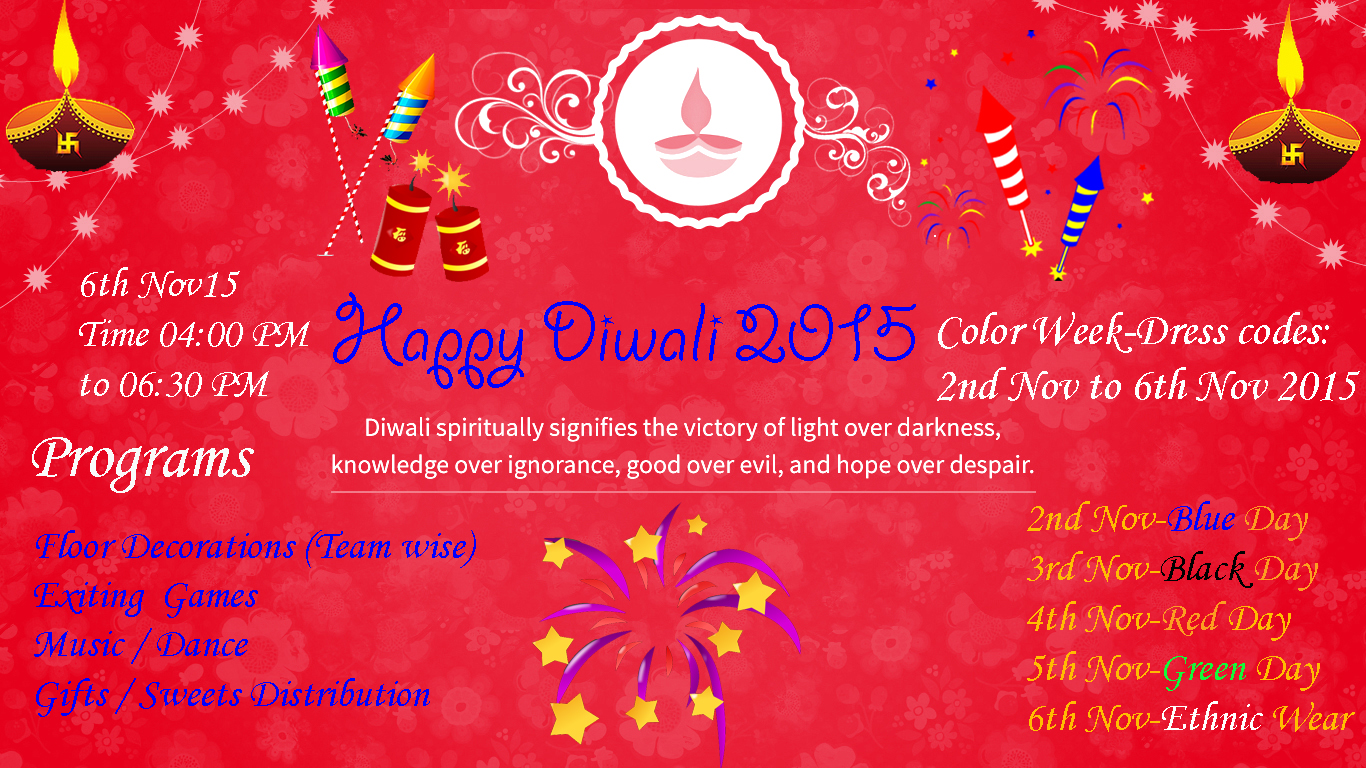 6th Nov15
Time 04:00 PM
to 06:30 PM
Happy Diwali 2015
Color Week-Dress codes:
2nd Nov to 6th Nov 2015
Diwali spiritually signifies the victory of light over darkness,
knowledge over ignorance, good over evil, and hope over despair.
Programs
Floor Decorations (Team wise)
Exiting Games
Music / Dance
Gifts / Sweets Distribution
2nd Nov-Blue Day
3rd Nov-Black Day
4th Nov-Red Day
5th Nov-Green Day
6th Nov-Ethnic Wear